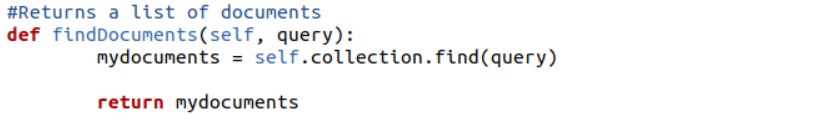 #Returns a list of documents
def findDocuments(self, query):
        mydocuments = self.collection.find(query)

        return mydocuments